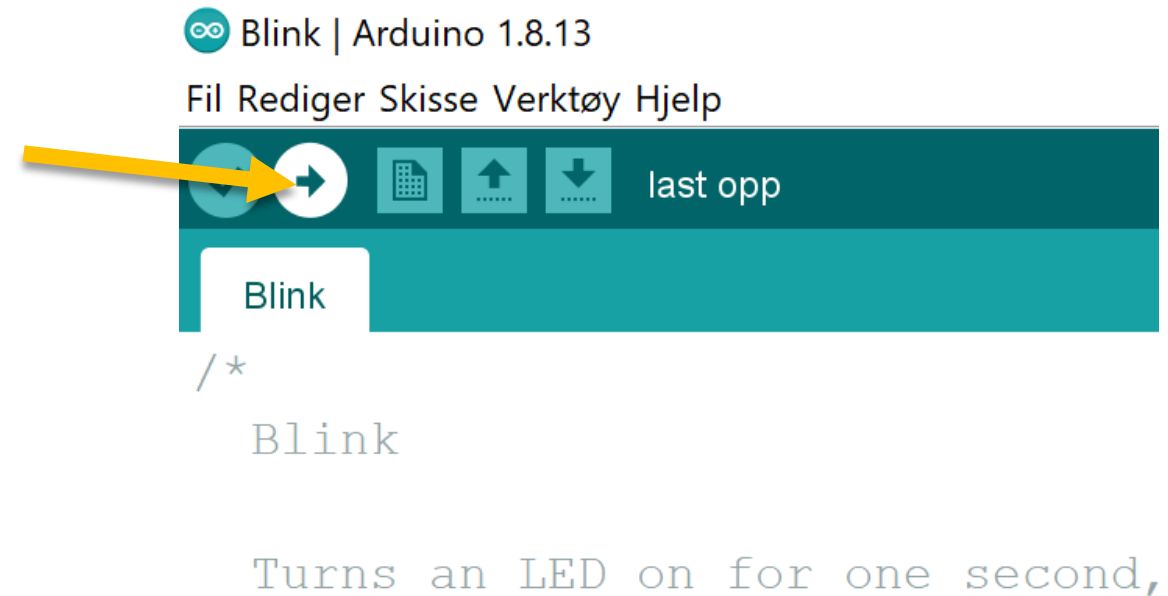 Blink | Arduino 1.8.13
Fil Rediger Skisse Verktøy Hjelp
last opp
Blink
/*
Blink
Turns an LED on for one second,